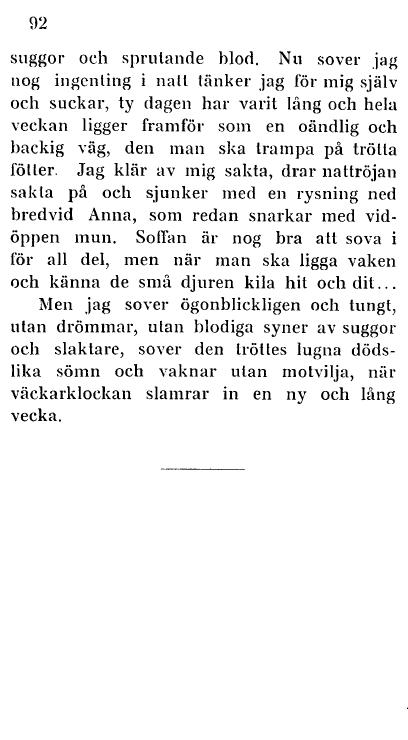 92
suggor och sprutande blod. Nu sover jag
nog ingenting i natt tänker jag för mig själv
och suckar, ty dagen har varit lång och hela
veckan ligger framför som en oändlig och
backig väg, den man ska trampa på trötta
fötter. Jag klär av mig sakta, drar nattröjan
sakta på och sjunker med en rysning ned
bredvid Anna, som redan snarkar med vid-
öppen mun. Soffan är nog bra att sova i
för all del, men när man ska ligga vaken
och känna de små djuren kila hit och dit...
Men jag sover ögonblickligen och tungt,
utan drömmar, utan blodiga syner av suggor
och slaktare, sover den tröttes lugna döds-
lika sömn och vaknar utan motvilja, när
väckarklockan slamrar in en ny och lång
vecka.